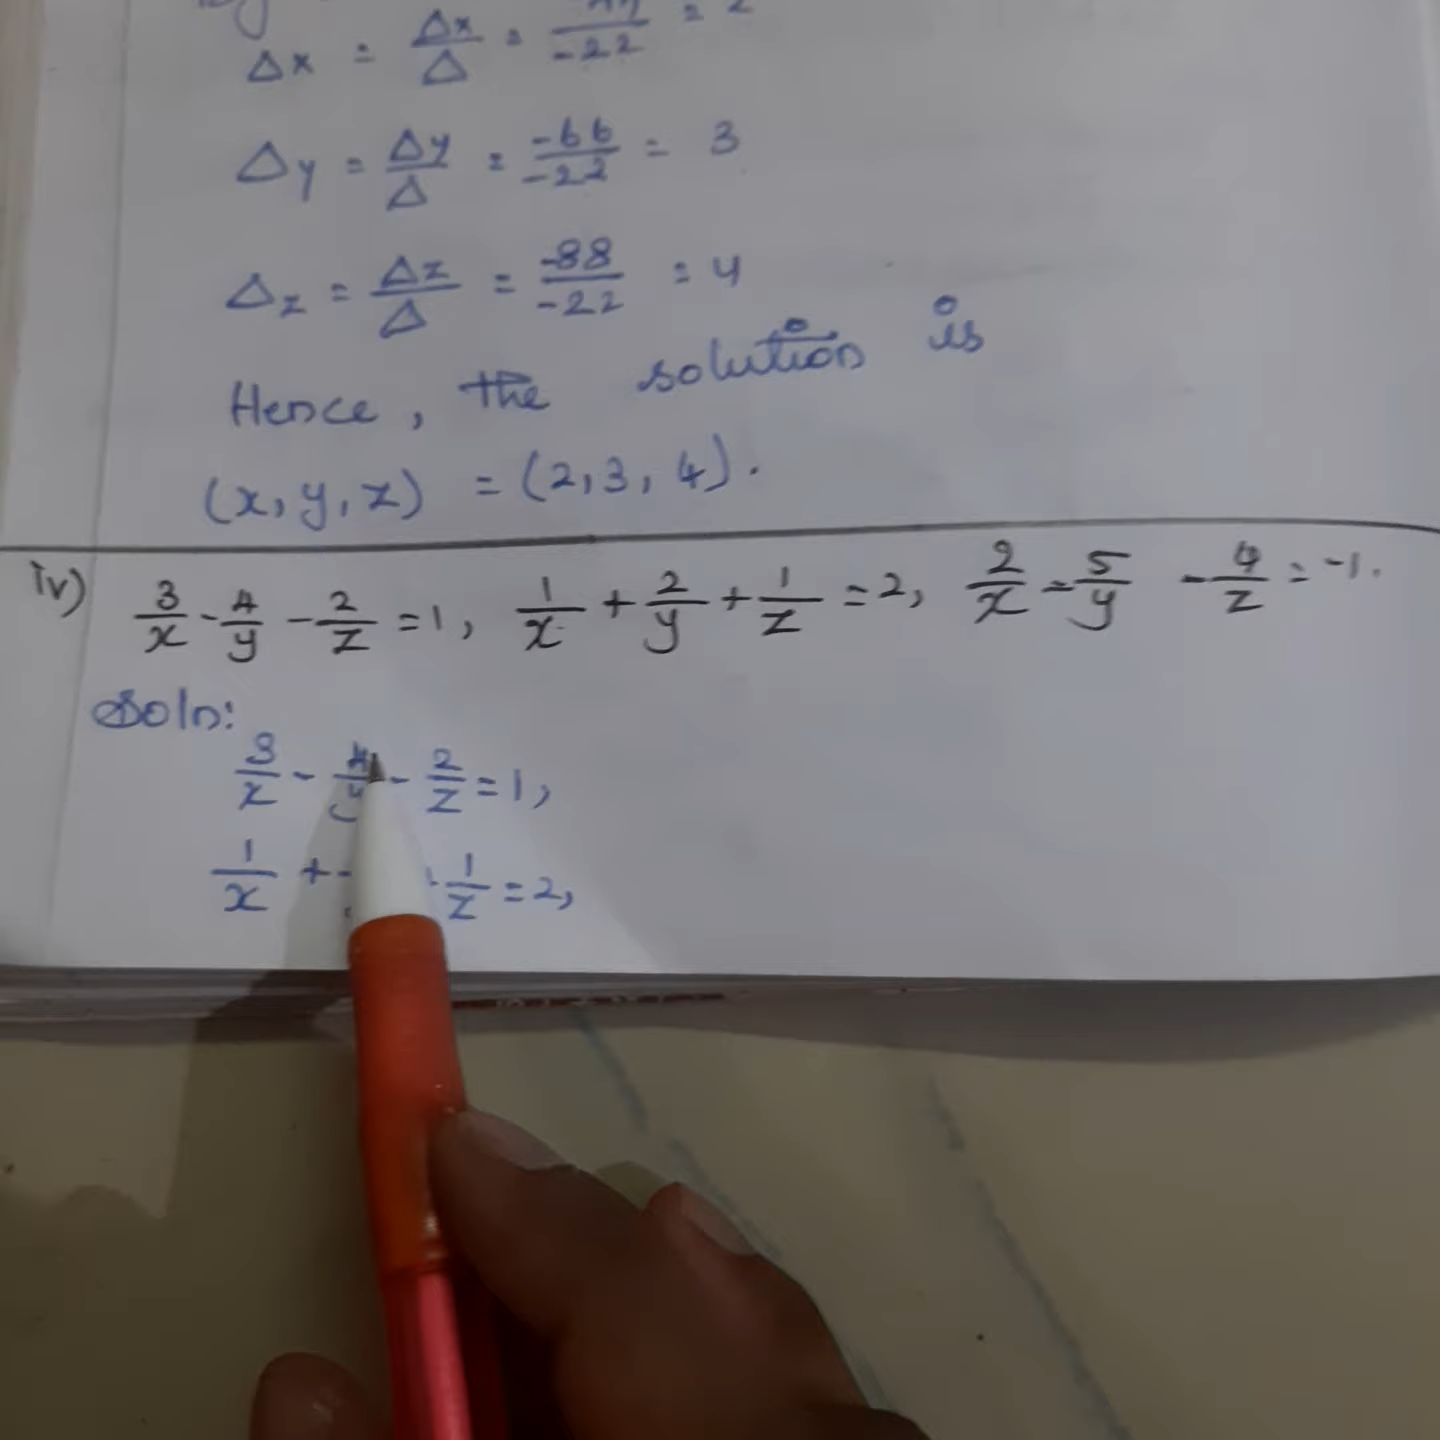 Δx = Δx/Δ = /-22 = 2
Δy = Δy/Δ = -66/-22 = 3
Δz = Δz/Δ = -88/-22 = 4
Hence, the solution is
(x, y, z) = (2, 3, 4).
iv) 3/x - 4/y - 2/z = 1, 1/x + 2/y + 1/z = 2, 2/x - 5/y - 4/z = -1.
Soln:
3/x - 4/y - 2/z = 1,
1/x + 1/z = 2,